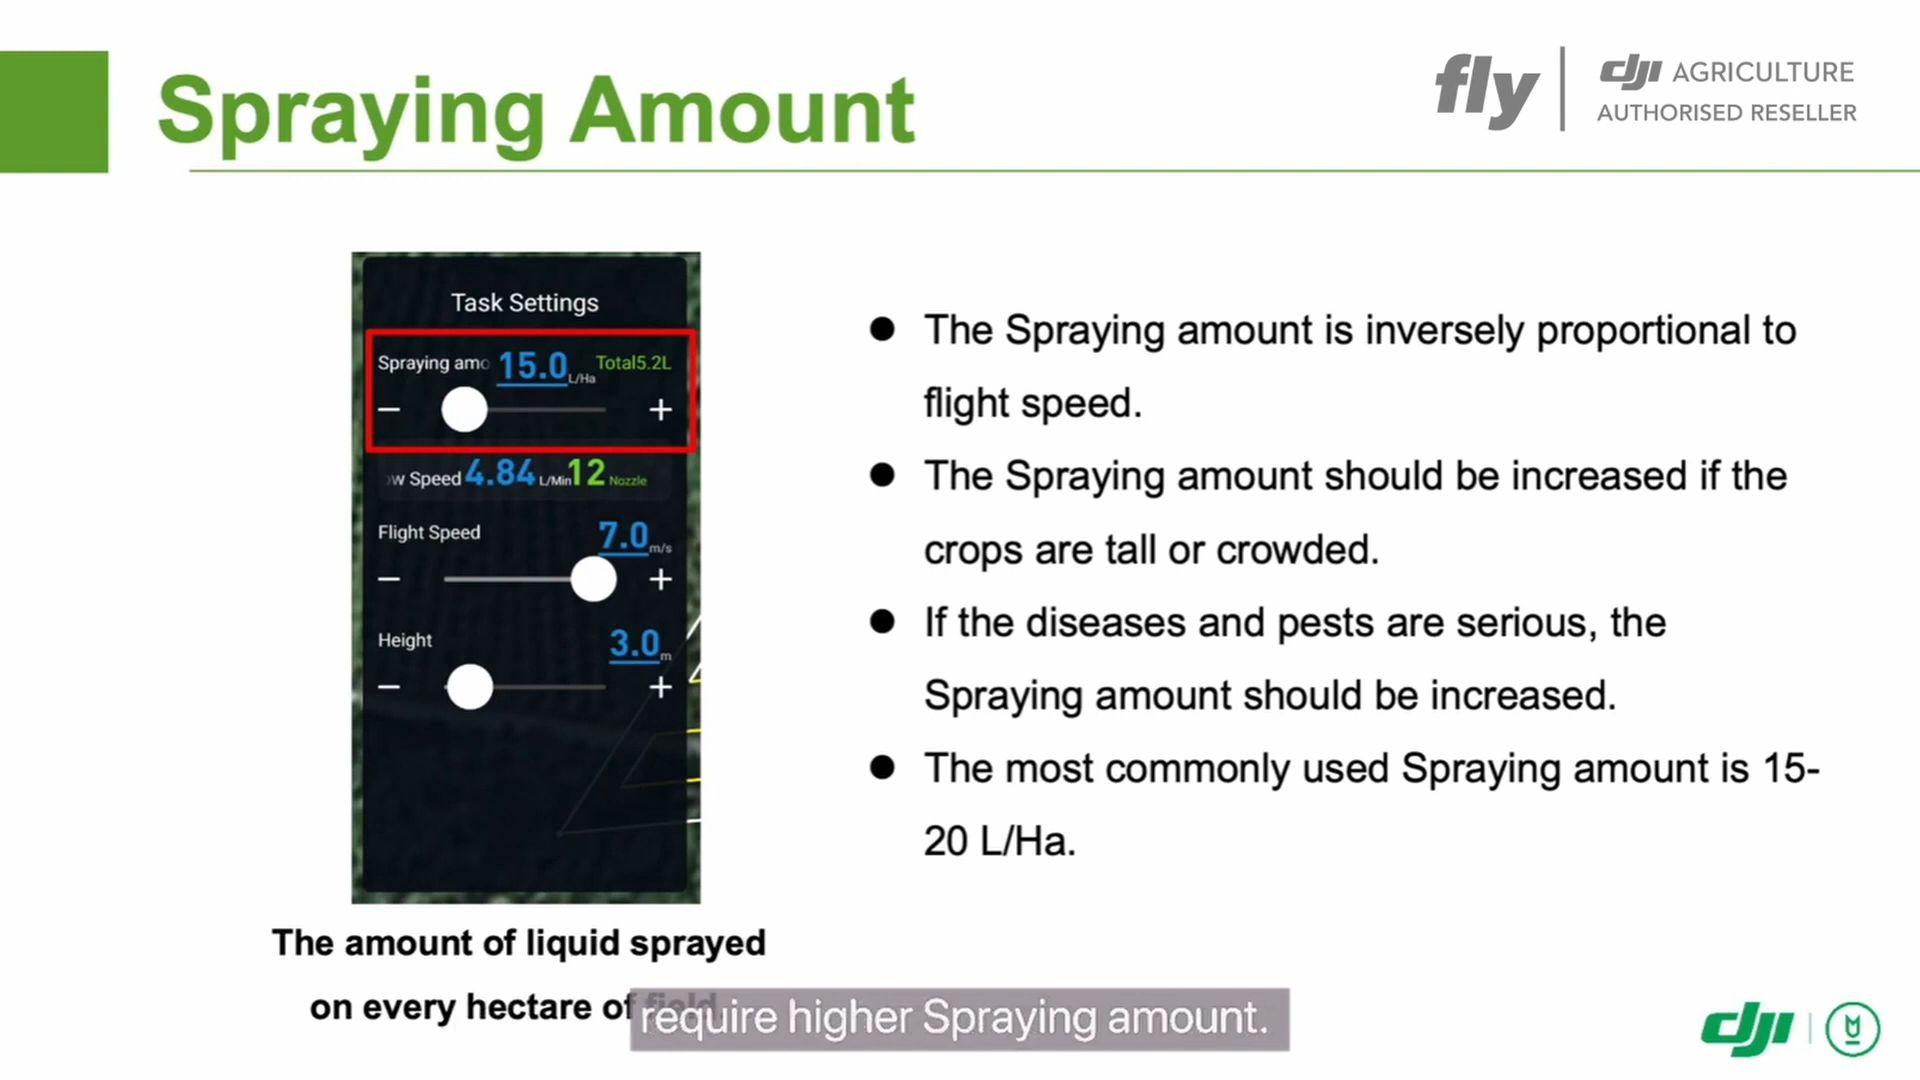 Spraying Amount
fly
dji AGRICULTURE
AUTHORISED RESELLER
Task Settings
Spraying amo 15.0 L/Ha Total5.2L
w Speed 4.84 L/Min 12 Nozzle
Flight Speed 7.0 m/s
Height 3.0 m
The amount of liquid sprayed
on every hectare of field.
● The Spraying amount is inversely proportional to
flight speed.
● The Spraying amount should be increased if the
crops are tall or crowded.
● If the diseases and pests are serious, the
Spraying amount should be increased.
● The most commonly used Spraying amount is 15-
20 L/Ha.
require higher Spraying amount.
dji